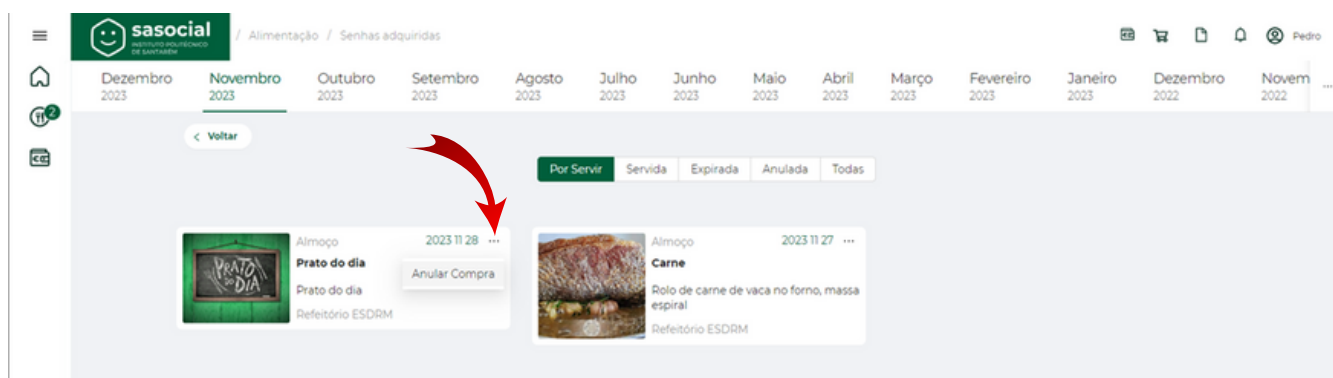 sasocial
INSTITUTO POLITÉCNICO
DE SANTARÉM
/ Alimentação / Senhas adquiridas
Pedro
Dezembro Novembro Outubro Setembro Agosto Julho Junho Maio Abril Março Fevereiro Janeiro Dezembro Novem
2023 2023 2023 2023 2023 2023 2023 2023 2023 2023 2023 2023 2022 2022 ...
2
< Voltar
Por Servir Servida Expirada Anulada Todas
Almoço 2023 11 28 ...
Prato do dia
Anular Compra
Prato do dia
Refeitório ESDRM
PRATO
DO DIA
Almoço 2023 11 27 ...
Carne
Rolo de carne de vaca no forno, massa
espiral
Refeitório ESDRM